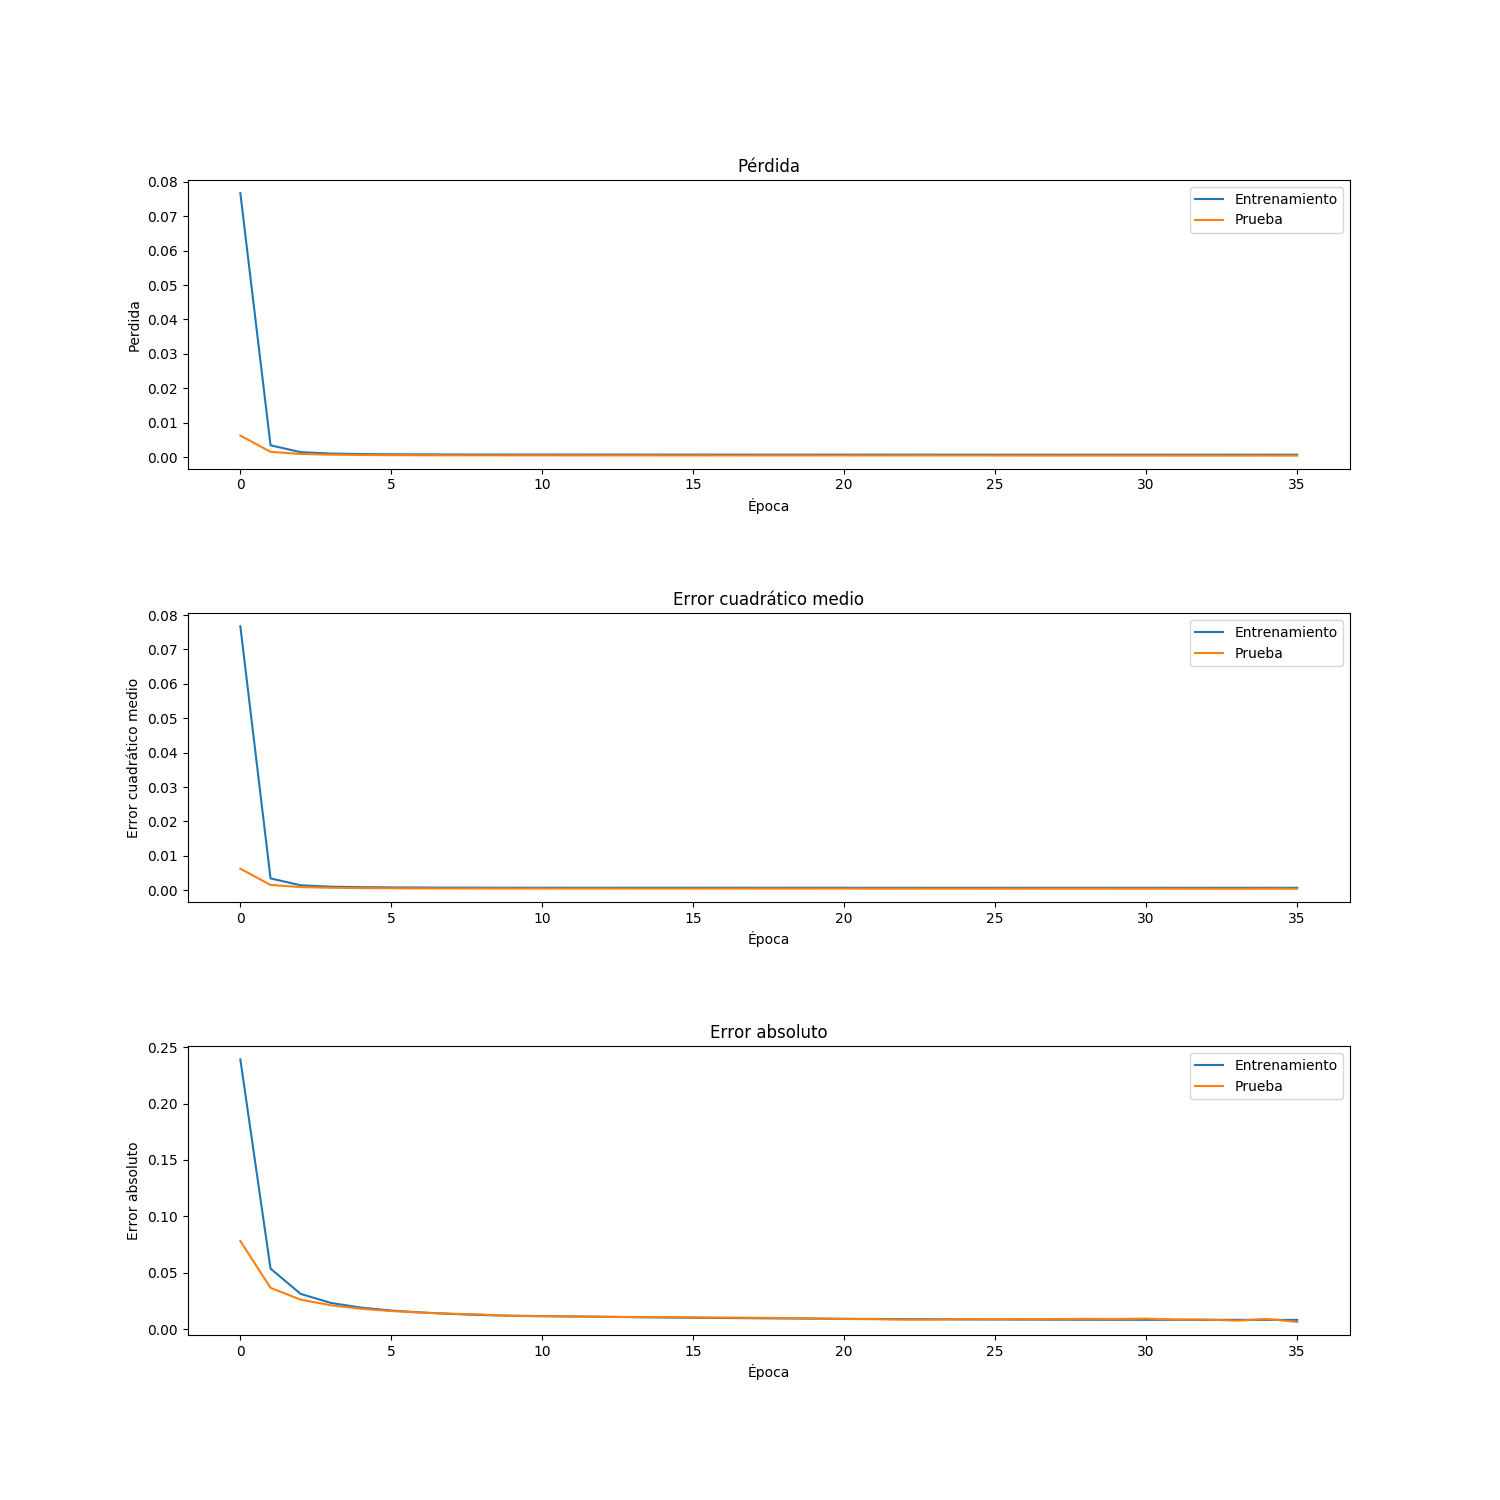 Pérdida
0.08
0.07
0.06
0.05
0.04
0.03
0.02
0.01
0.00
Perdida
Entrenamiento
Prueba
0 5 10 15 20 25 30 35
Época
Error cuadrático medio
0.08
0.07
0.06
0.05
0.04
0.03
0.02
0.01
0.00
Error cuadrático medio
Entrenamiento
Prueba
0 5 10 15 20 25 30 35
Época
Error absoluto
0.25
0.20
0.15
0.10
0.05
0.00
Error absoluto
Entrenamiento
Prueba
0 5 10 15 20 25 30 35
Época